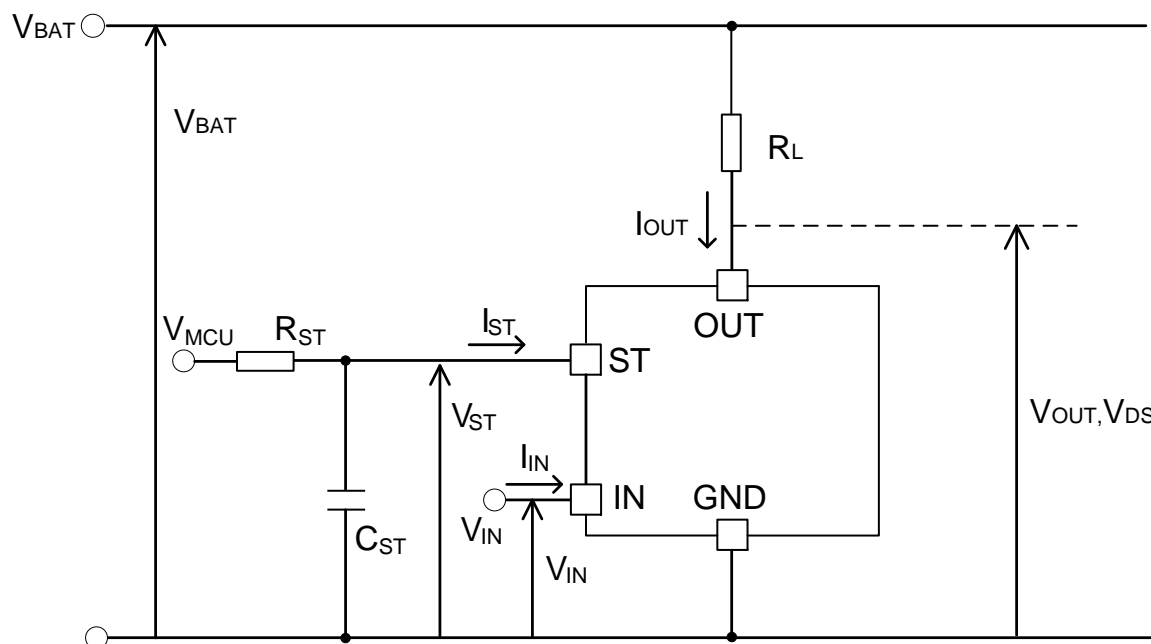 VBAT
VBAT
RL
IOUT
OUT
VMCU
RST
IST
ST
VST
VOUT,VDS
IIN
IN
GND
VIN
CST
VIN